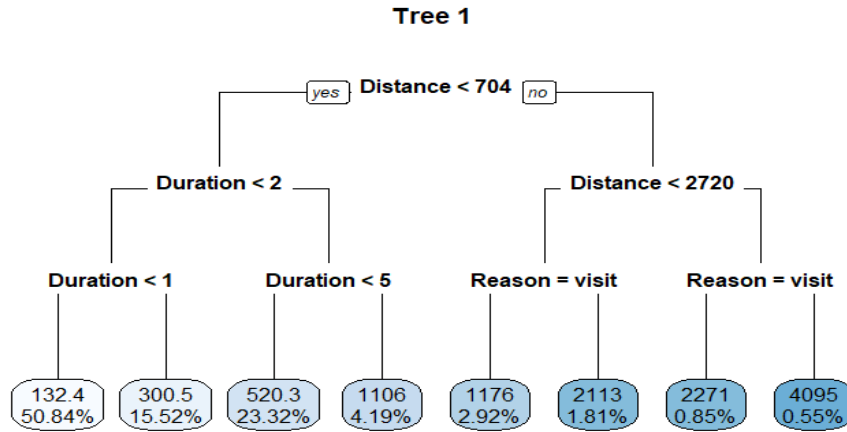 Tree 1
yes Distance < 704 no
Duration < 2 Distance < 2720
Duration < 1 Duration < 5 Reason = visit Reason = visit
132.4 300.5 520.3 1106 1176 2113 2271 4095
50.84% 15.52% 23.32% 4.19% 2.92% 1.81% 0.85% 0.55%